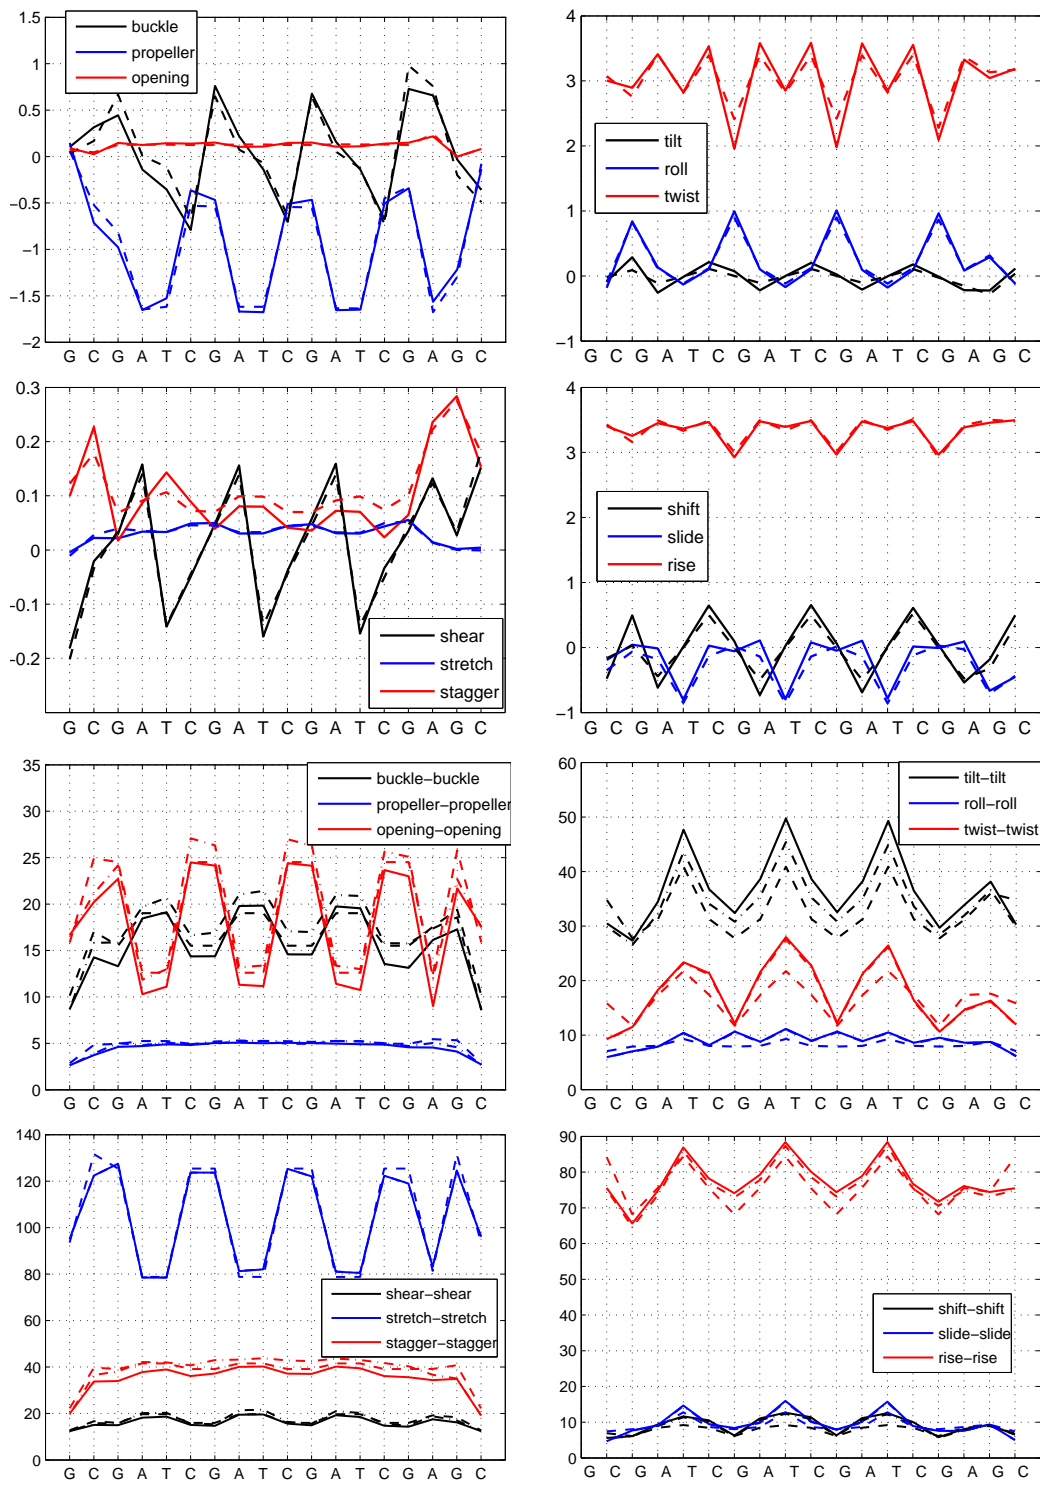 1.5
1
0.5
0
−0.5
−1
−1.5
−2
buckle
propeller
opening
G C G A T C G A T C G A T C G A G C
4
3
2
1
0
−1
tilt
roll
twist
G C G A T C G A T C G A T C G A G C
0.3
0.2
0.1
0
-0.1
-0.2
shear
stretch
stagger
G C G A T C G A T C G A T C G A G C
4
3
2
1
0
−1
shift
slide
rise
G C G A T C G A T C G A T C G A G C
35
30
25
20
15
10
5
0
buckle−buckle
propeller−propeller
opening−opening
G C G A T C G A T C G A T C G A G C
60
50
40
30
20
10
0
tilt−tilt
roll−roll
twist−twist
G C G A T C G A T C G A T C G A G C
140
120
100
80
60
40
20
0
shear−shear
stretch−stretch
stagger−stagger
G C G A T C G A T C G A T C G A G C
90
80
70
60
50
40
30
20
10
0
shift−shift
slide−slide
rise−rise
G C G A T C G A T C G A T C G A G C